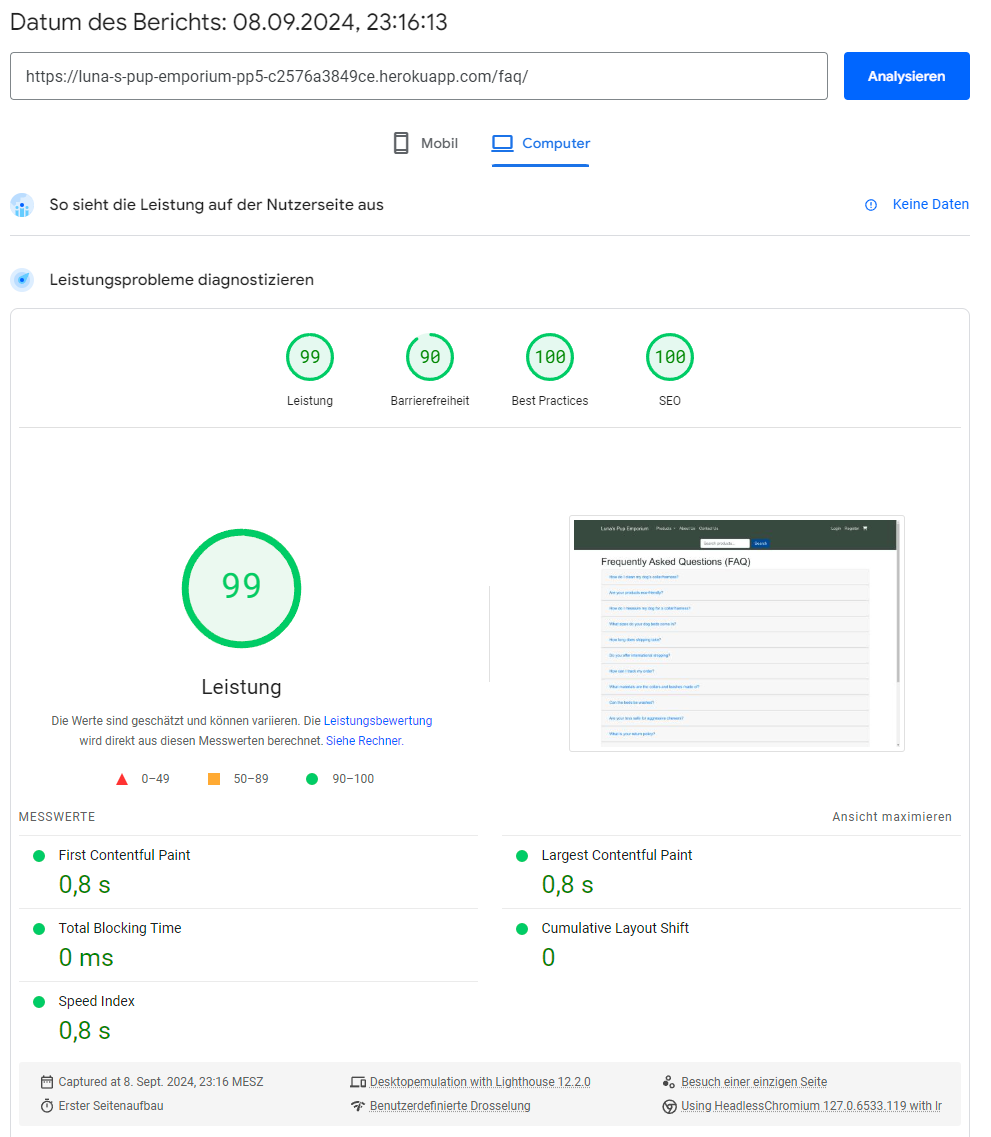 Datum des Berichts: 08.09.2024, 23:16:13
https://luna-s-pup-emporium-pp5-c2576a3849ce.herokuapp.com/faq/
Analysieren
Mobil
Computer
So sieht die Leistung auf der Nutzerseite aus
Keine Daten
Leistungsprobleme diagnostizieren
99
90
100
100
Leistung
Barrierefreiheit
Best Practices
SEO
99
Leistung
Die Werte sind geschätzt und können variieren. Die Leistungsbewertung
wird direkt aus diesen Messwerten berechnet. Siehe Rechner.
0–49
50–89
90–100
Luna's Pup Emporium Products About Us Contact Us Login Register
Search products... Search
Frequently Asked Questions (FAQ)
Are your products eco-friendly?
How do I measure my dog for a collar/harness?
What sizes do your dog beds come in?
How long does shipping take?
Do you offer international shipping?
How can I track my order?
What materials are the collars and leashes made of?
Can the beds be washed?
Are your toys safe for aggressive chewers?
What is your return policy?
MESSWERTE
Ansicht maximieren
First Contentful Paint
0,8 s
Largest Contentful Paint
0,8 s
Total Blocking Time
0 ms
Cumulative Layout Shift
0
Speed Index
0,8 s
Captured at 8. Sept. 2024, 23:16 MESZ
Desktopemulation with Lighthouse 12.2.0
Besuch einer einzigen Seite
Erster Seitenaufbau
Benutzerdefinierte Drosselung
Using HeadlessChromium 127.0.6533.119 with lr